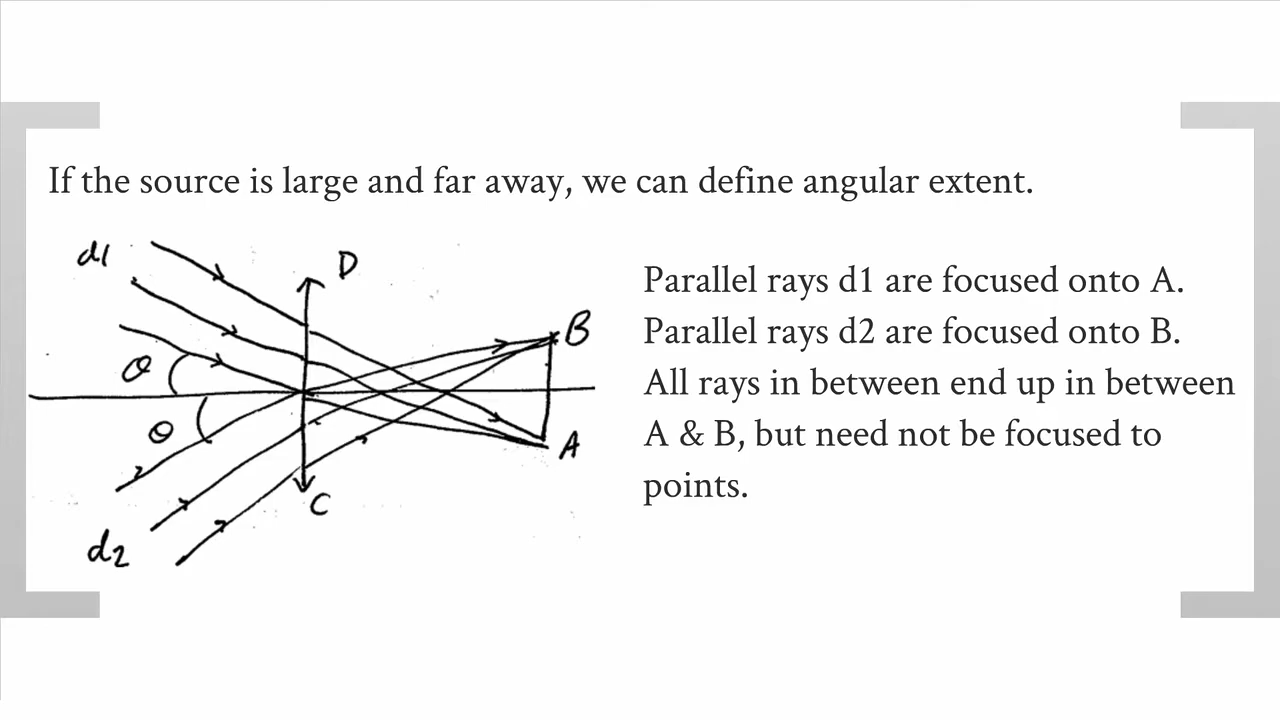 If the source is large and far away, we can define angular extent.
d1
D
B
θ
θ
A
C
d2
Parallel rays d1 are focused onto A.
Parallel rays d2 are focused onto B.
All rays in between end up in between
A & B, but need not be focused to
points.